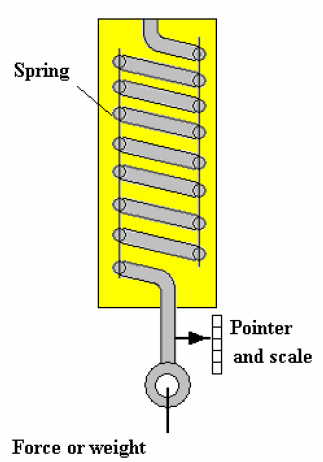 Spring
Pointer
and scale
Force or weight